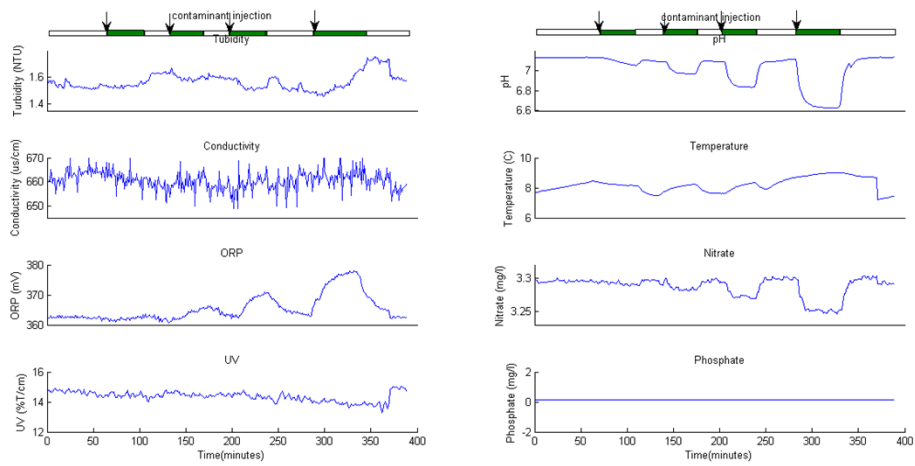 contaminant injection
Tubidity
Turbidity (NTU)
1.6
1.4
Conductivity
Conductivity (us/cm)
670
660
650
ORP
ORP (mV)
380
370
360
UV
UV (%T/cm)
16
14
12
0 50 100 150 200 250 300 350 400
Time(minutes)
contaminant injection
pH
pH
7
6.8
6.6
Temperature
Temperature (C)
10
8
6
Nitrate
Nitrate (mg/l)
3.3
3.25
Phosphate
Phosphate (mg/l)
2
0
-2
0 50 100 150 200 250 300 350 400
Time(minutes)